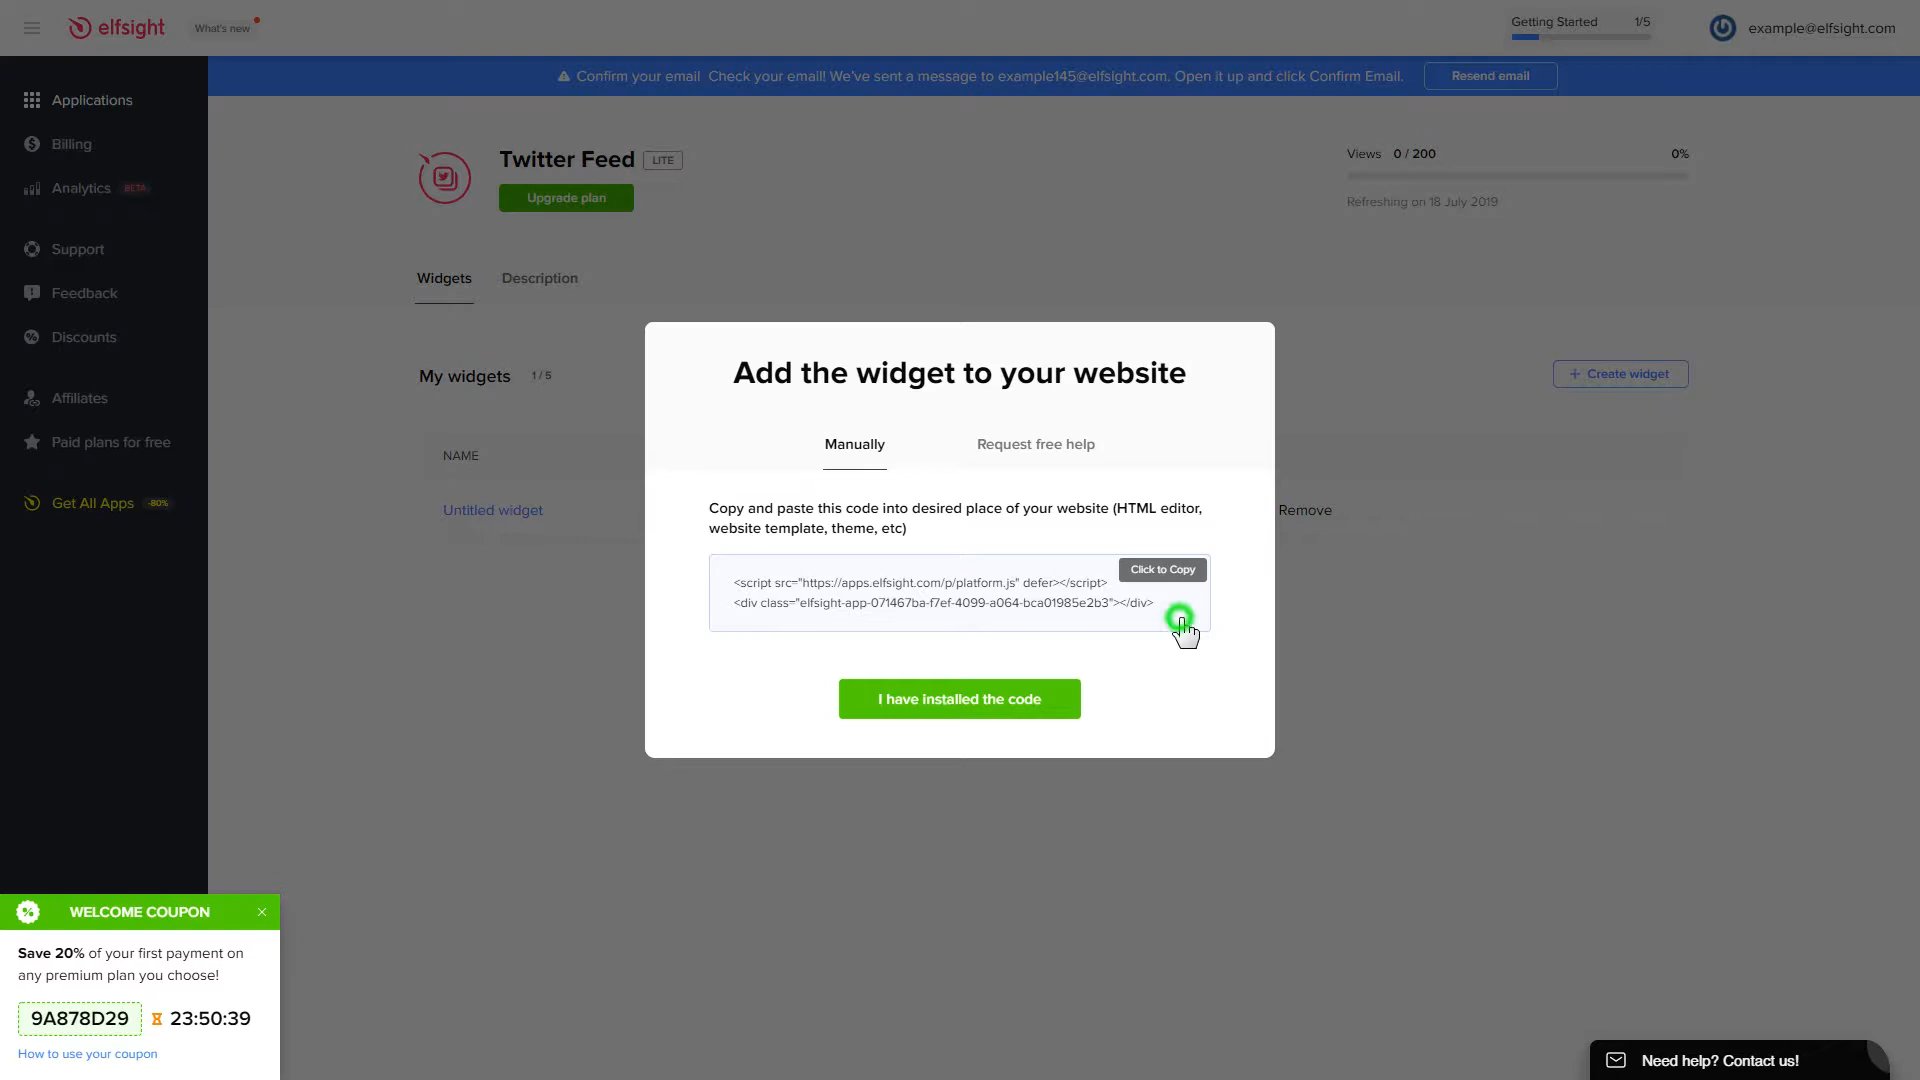 elfsight
What's new
Getting Started 1/5
example@elfsight.com
Confirm your email Check your email! We've sent a message to example145@elfsight.com. Open it up and click Confirm Email.
Resend email
Applications
Billing
Analytics BETA
Support
Feedback
Discounts
Affiliates
Paid plans for free
Get All Apps -80%
Twitter Feed LITE
Upgrade plan
Views 0 / 200 0%
Refreshing on 18 July 2019
Widgets Description
My widgets 1 / 5
+ Create widget
NAME
Untitled widget
Remove
Add the widget to your website
Manually Request free help
Copy and paste this code into desired place of your website (HTML editor,
website template, theme, etc)
Click to Copy
<script src="https://apps.elfsight.com/p/platform.js" defer></script>
<div class="elfsight-app-071467ba-f7ef-4099-a064-bca01985e2b3"></div>
I have installed the code
WELCOME COUPON
Save 20% of your first payment on
any premium plan you choose!
9A878D29 23:50:39
How to use your coupon
Need help? Contact us!